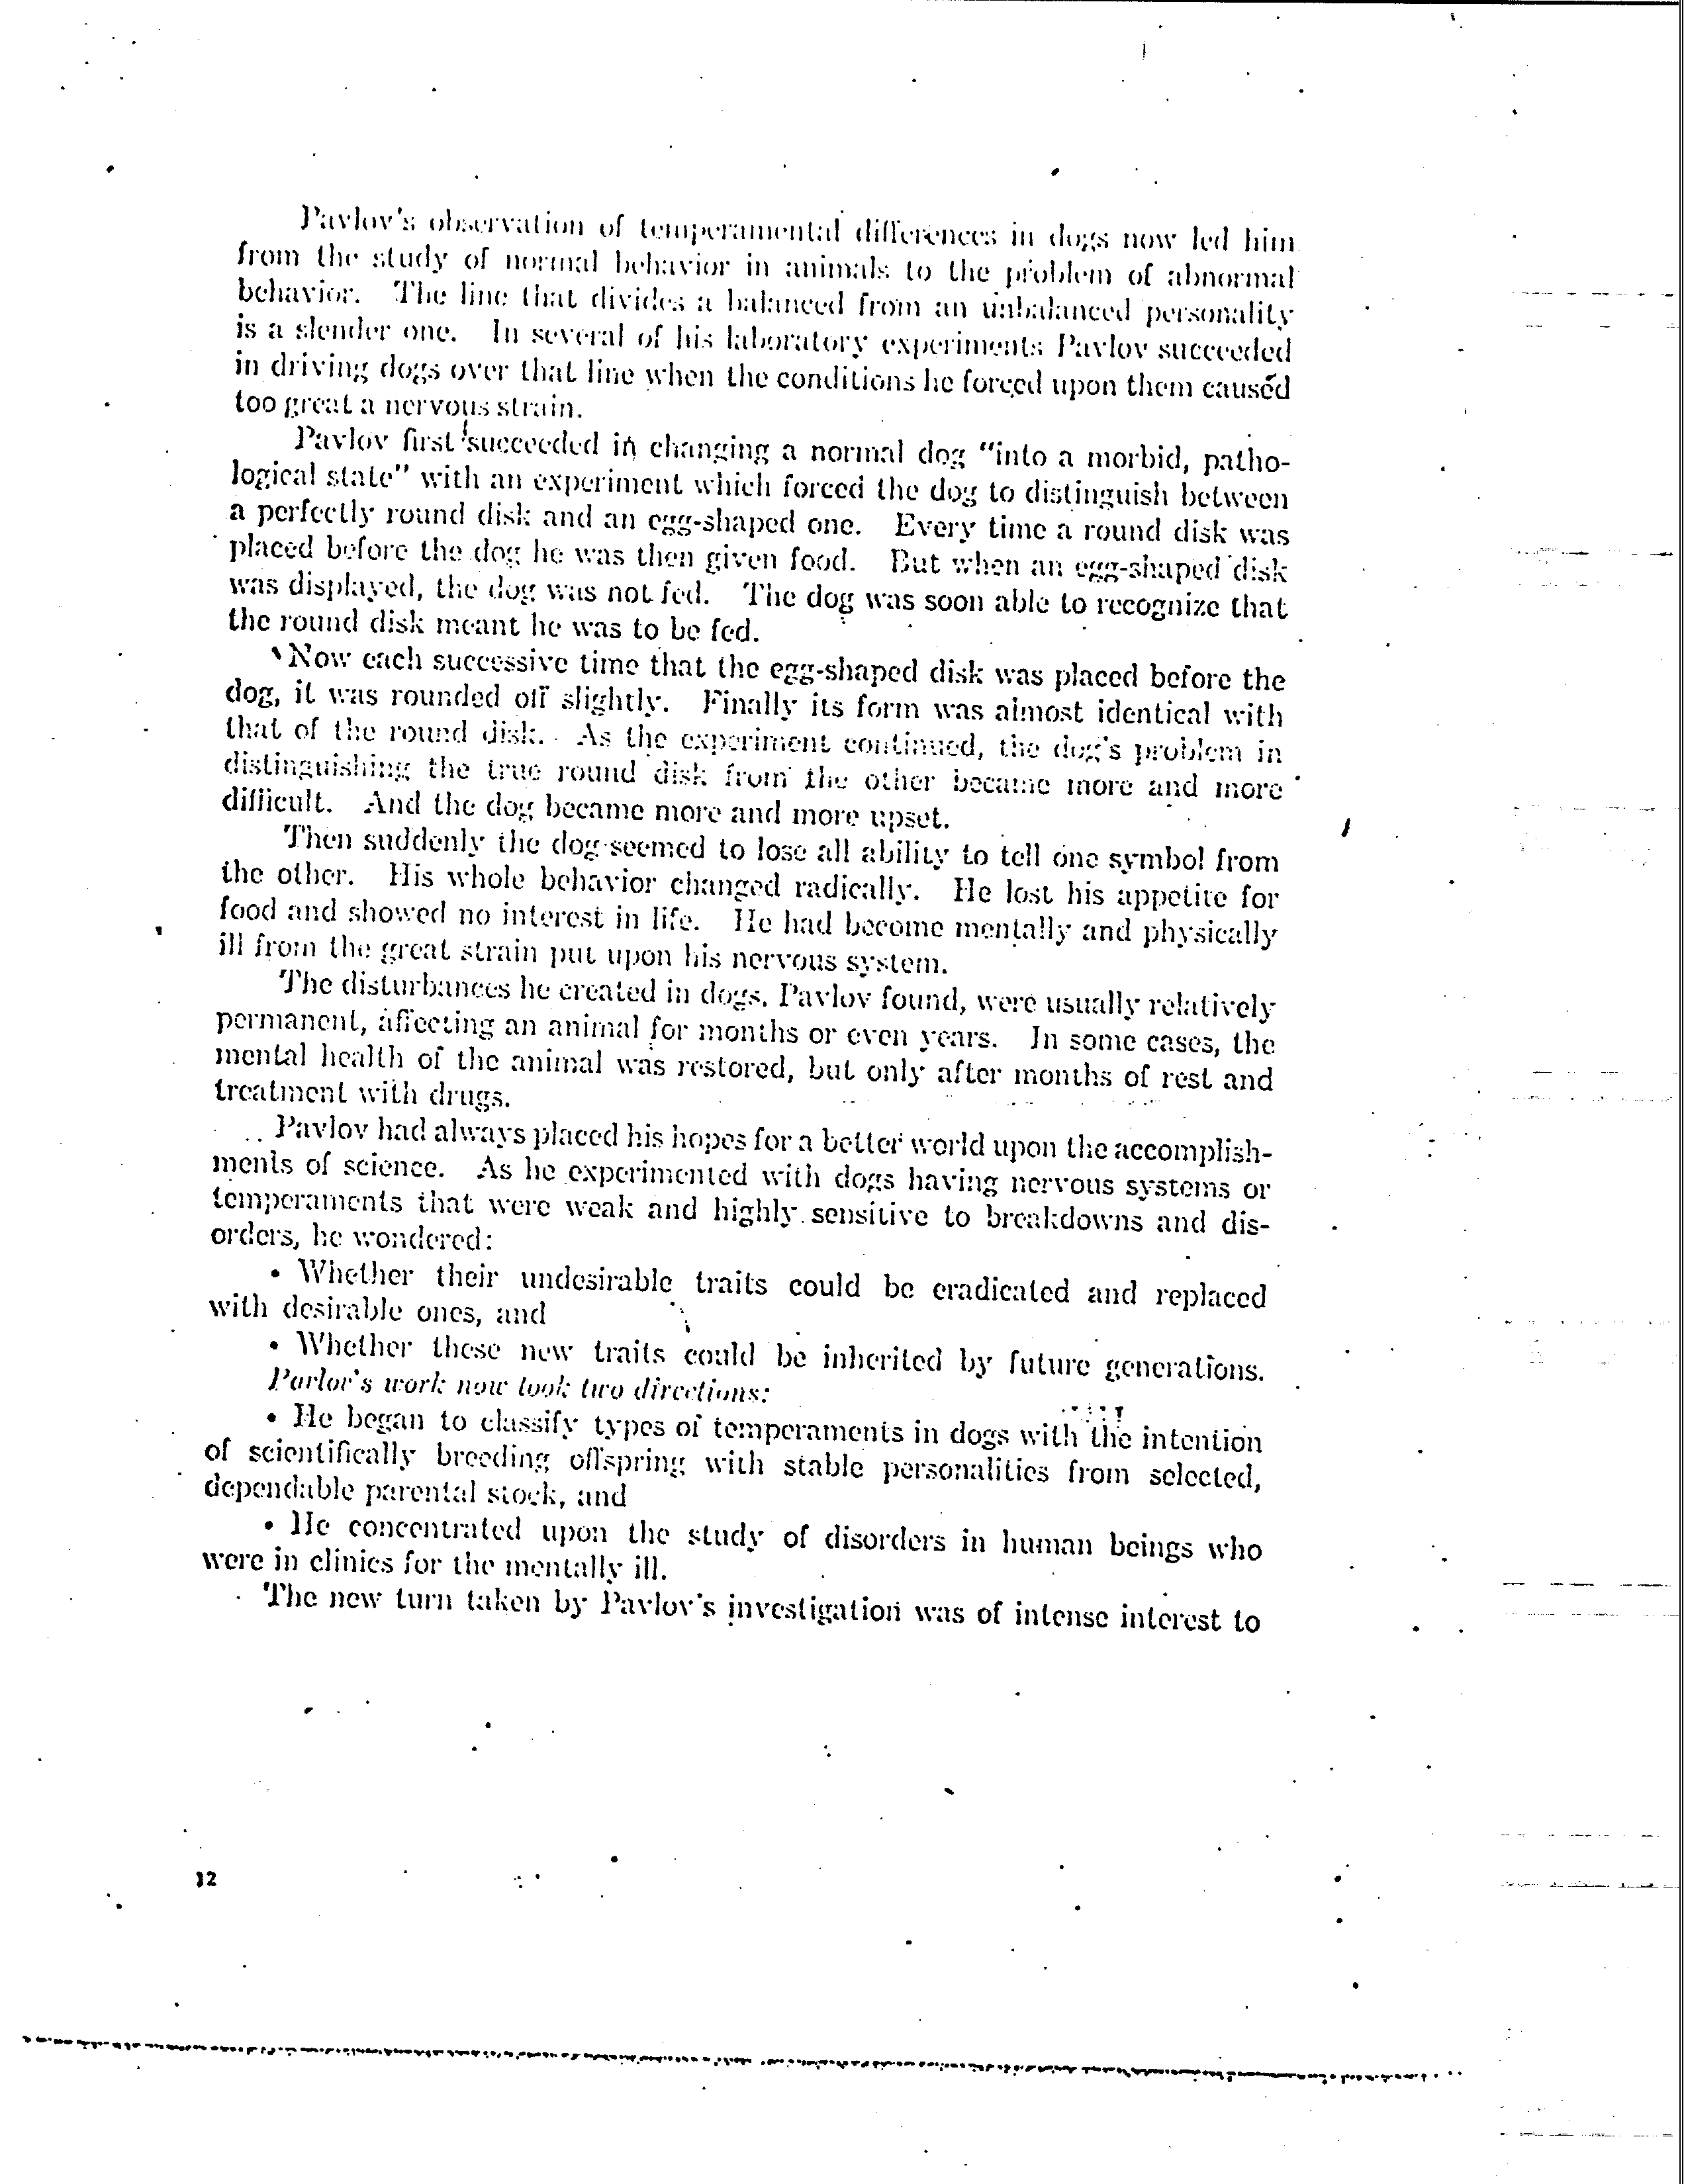 Pavlov's observation of temperamental differences in dogs now led him
from the study of normal behavior in animals to the problem of abnormal
behavior. The line that divides a balanced from an unbalanced personality
is a slender one. In several of his laboratory experiments Pavlov succeeded
in driving dogs over that line when the conditions he forced upon them caused
too great a nervous strain.
Pavlov first succeeded in changing a normal dog "into a morbid, patho-
logical state" with an experiment which forced the dog to distinguish between
a perfectly round disk and an egg-shaped one. Every time a round disk was
placed before the dog he was then given food. But when an egg-shaped disk
was displayed, the dog was not fed. The dog was soon able to recognize that
the round disk meant he was to be fed.
Now each successive time that the egg-shaped disk was placed before the
dog, it was rounded off slightly. Finally its form was almost identical with
that of the round disk. As the experiment continued, the dog's problem in
distinguishing the true round disk from the other became more and more
difficult. And the dog became more and more upset.
Then suddenly the dog seemed to lose all ability to tell one symbol from
the other. His whole behavior changed radically. He lost his appetite for
food and showed no interest in life. He had become mentally and physically
ill from the great strain put upon his nervous system.
The disturbances he created in dogs, Pavlov found, were usually relatively
permanent, affecting an animal for months or even years. In some cases, the
mental health of the animal was restored, but only after months of rest and
treatment with drugs.
Pavlov had always placed his hopes for a better world upon the accomplish-
ments of science. As he experimented with dogs having nervous systems or
temperaments that were weak and highly sensitive to breakdowns and dis-
orders, he wondered:
• Whether their undesirable traits could be eradicated and replaced
with desirable ones, and
• Whether these new traits could be inherited by future generations.
Pavlov's work now took two directions:
• He began to classify types of temperaments in dogs with the intention
of scientifically breeding offspring with stable personalities from selected,
dependable parental stock, and
• He concentrated upon the study of disorders in human beings who
were in clinics for the mentally ill.
The new turn taken by Pavlov's investigation was of intense interest to
12